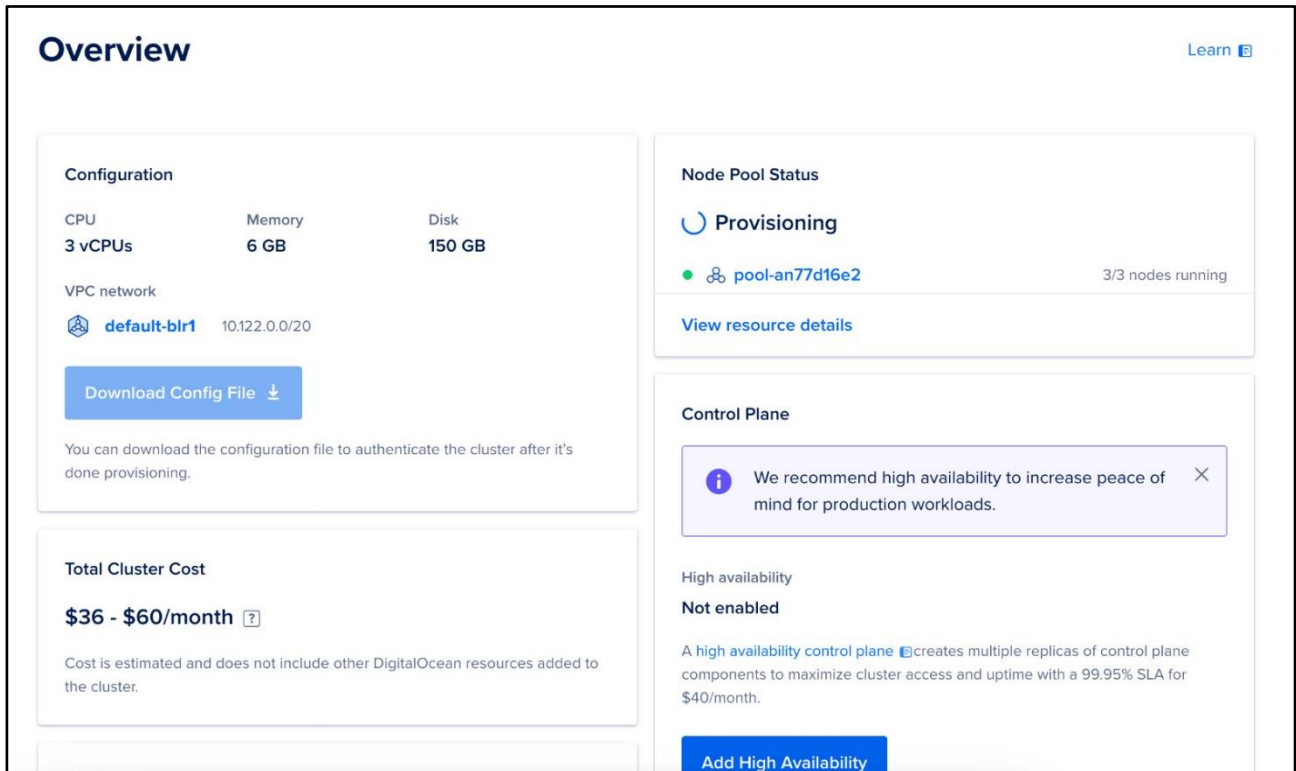 Overview
Learn
Configuration
CPU Memory Disk
3 vCPUs 6 GB 150 GB
VPC network
default-blr1 10.122.0.0/20
Download Config File
You can download the configuration file to authenticate the cluster after it's
done provisioning.
Total Cluster Cost
$36 - $60/month ?
Cost is estimated and does not include other DigitalOcean resources added to
the cluster.
Node Pool Status
Provisioning
pool-an77d16e2 3/3 nodes running
View resource details
Control Plane
We recommend high availability to increase peace of
mind for production workloads.
High availability
Not enabled
A high availability control plane creates multiple replicas of control plane
components to maximize cluster access and uptime with a 99.95% SLA for
$40/month.
Add High Availability